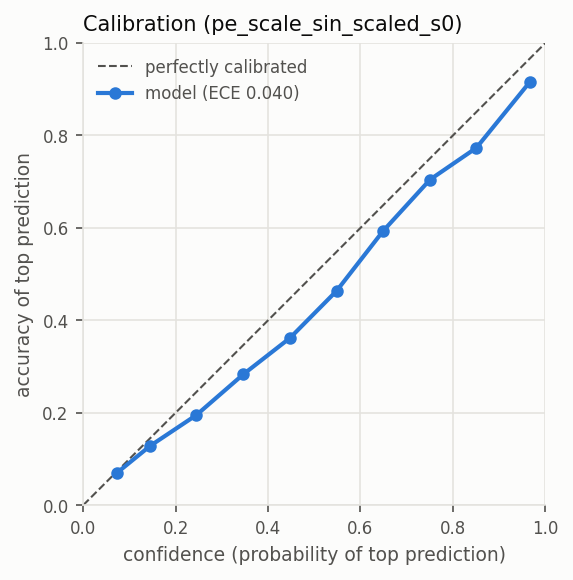 Calibration (pe_scale_sin_scaled_s0)
1.0
0.8
0.6
0.4
0.2
0.0
accuracy of top prediction
perfectly calibrated
model (ECE 0.040)
0.0 0.2 0.4 0.6 0.8 1.0
confidence (probability of top prediction)